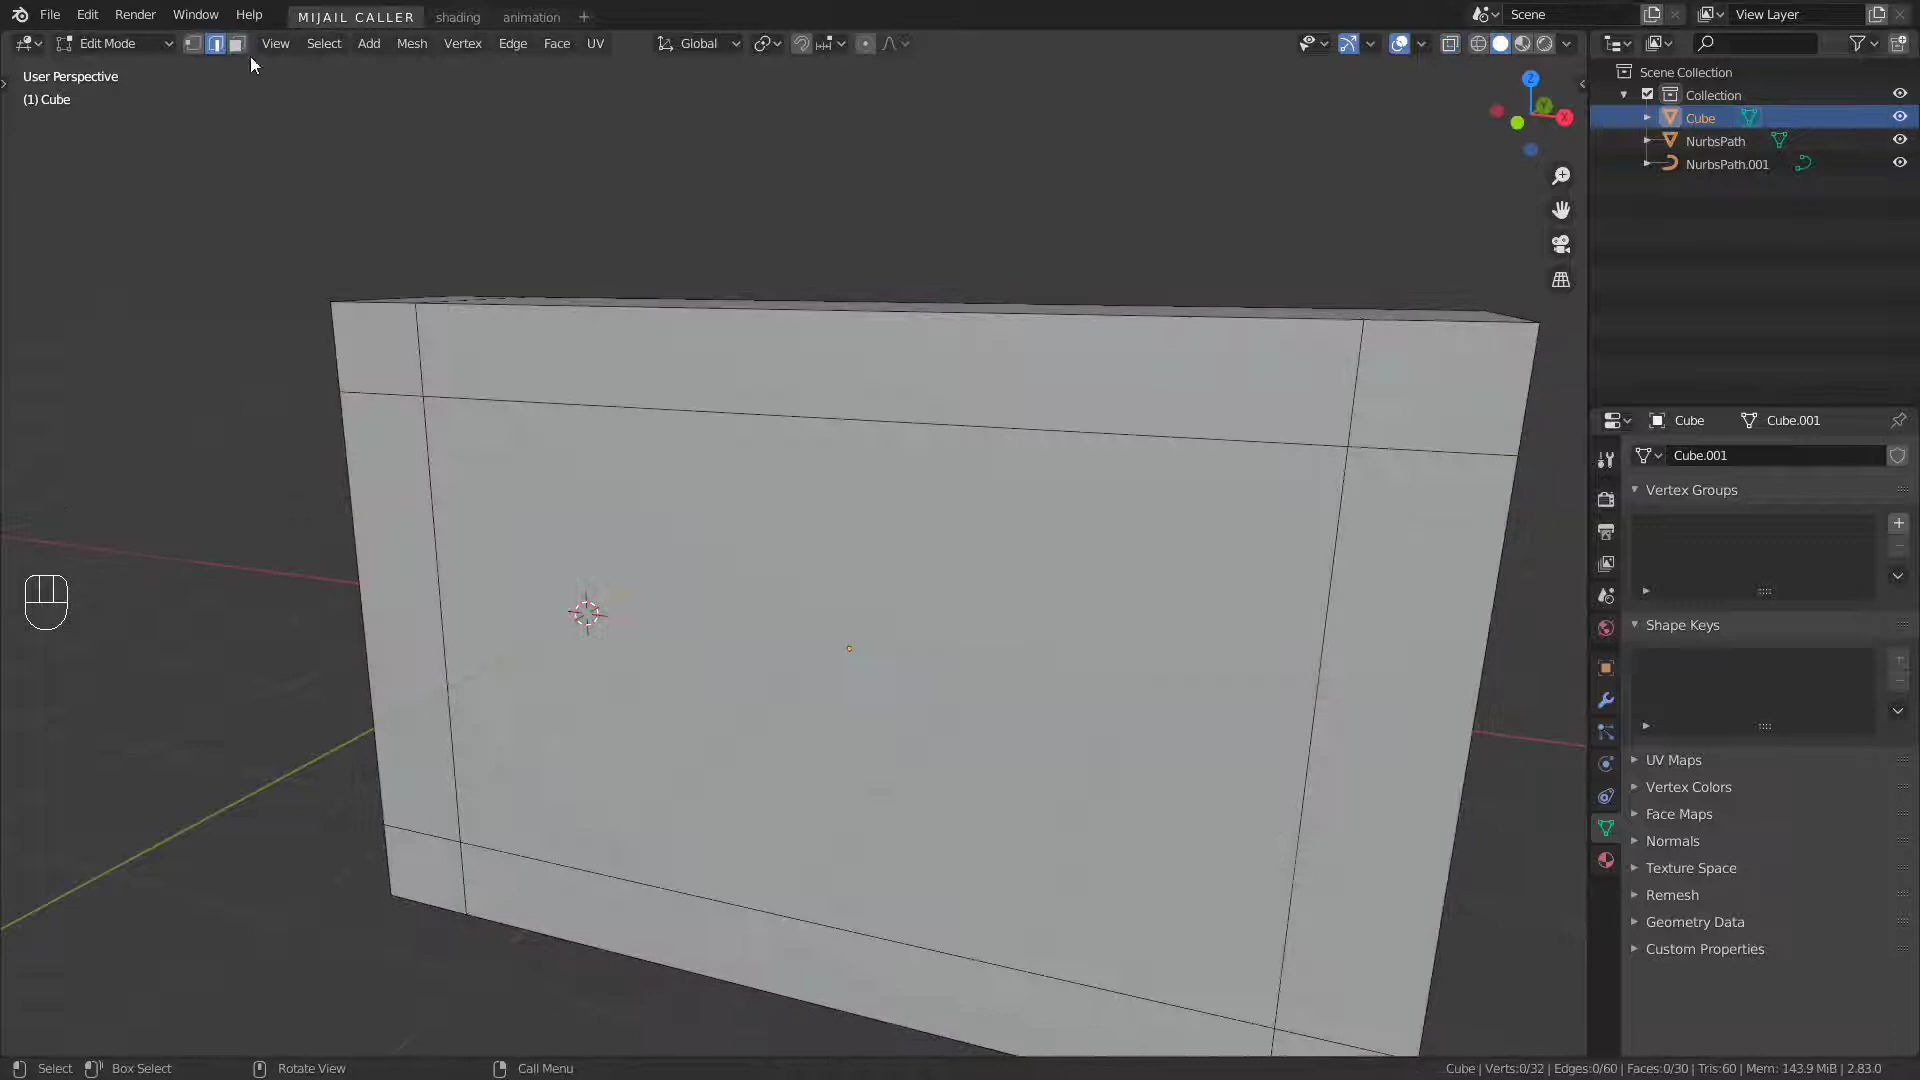 File Edit Render Window Help MIJAIL CALLER shading animation Scene View Layer
Edit Mode View Select Add Mesh Vertex Edge Face UV Global
User Perspective
(1) Cube
Z
Y
X
Scene Collection
Collection
Cube
NurbsPath
NurbsPath.001
Cube Cube.001
Cube.001
Vertex Groups
Shape Keys
UV Maps
Vertex Colors
Face Maps
Normals
Texture Space
Remesh
Geometry Data
Custom Properties
Select Box Select Rotate View Call Menu Cube | Verts:0/32 | Edges:0/60 | Faces:0/30 | Tris:60 | Mem: 143.9 MiB | 2.83.0